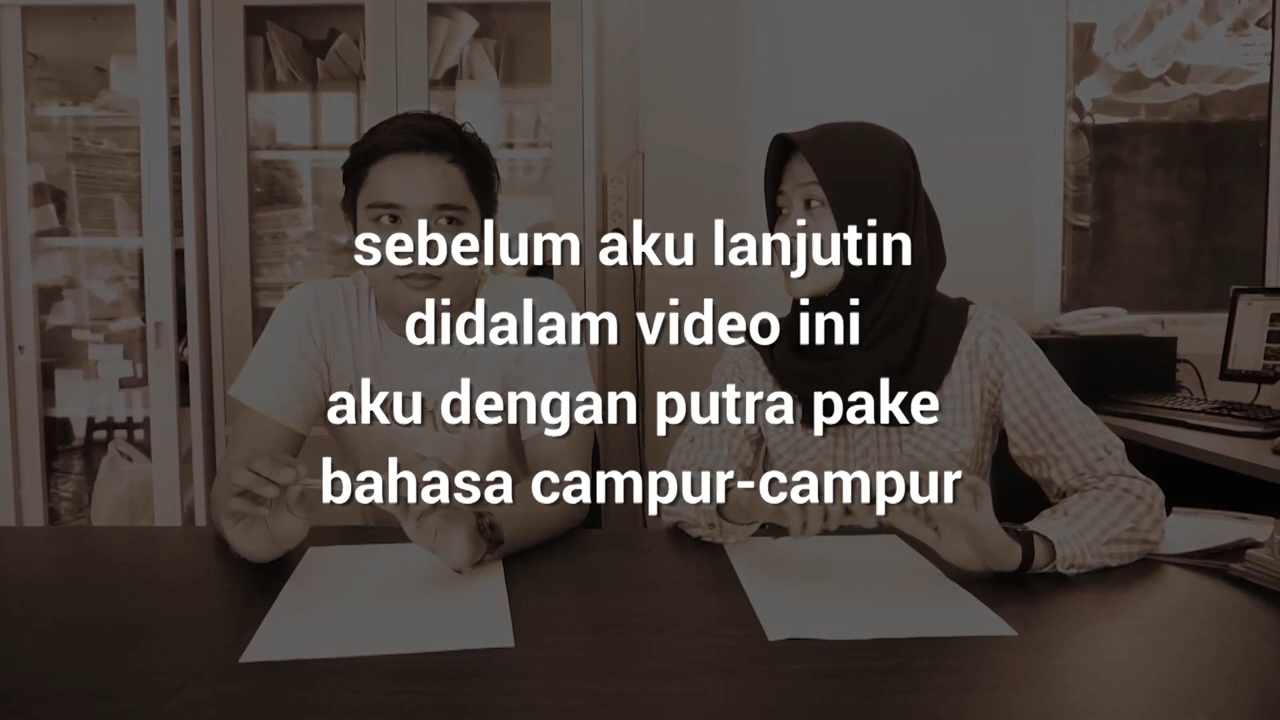 sebelum aku lanjutin
didalam video ini
aku dengan putra pake
bahasa campur-campur